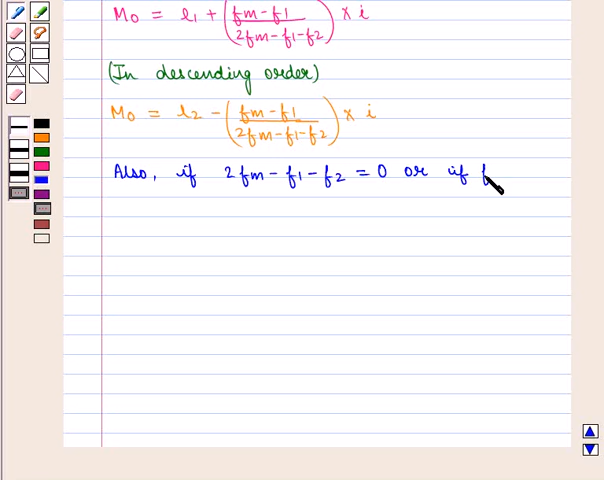 Mo = l1 + (fm-f1 / 2fm-f1-f2) x i
(In descending order)
Mo = l2 - (fm-f1 / 2fm-f1-f2) x i
Also, if 2fm - f1 - f2 = 0 or if f